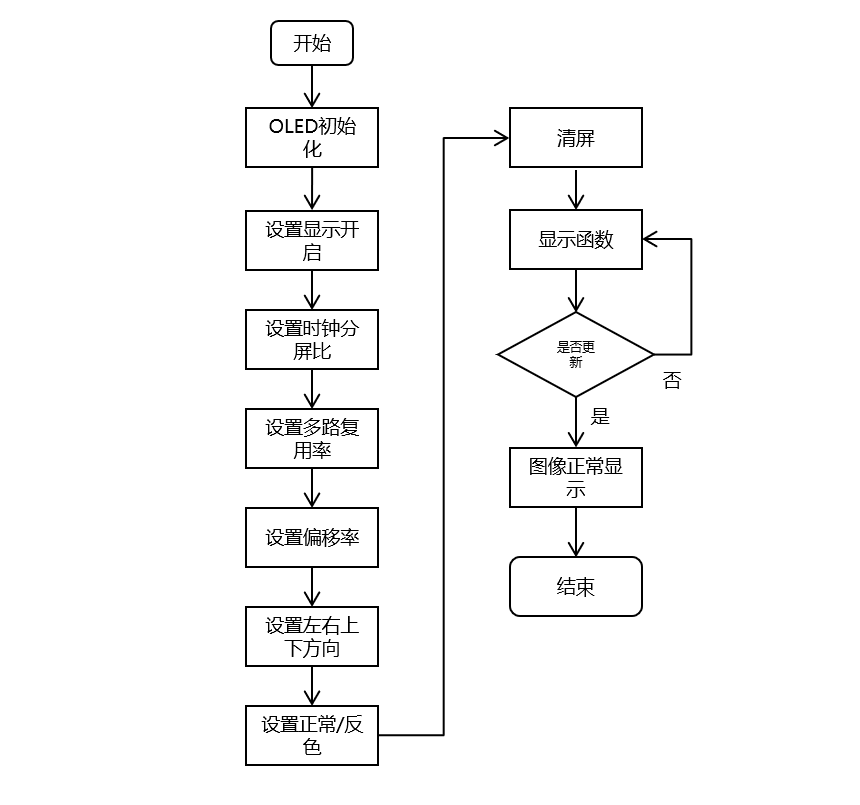 开始
OLED初始
化
设置显示开
启
设置时钟分
屏比
设置多路复
用率
设置偏移率
设置左右上
下方向
设置正常/反
色
清屏
显示函数
是否更
新
否
是
图像正常显
示
结束